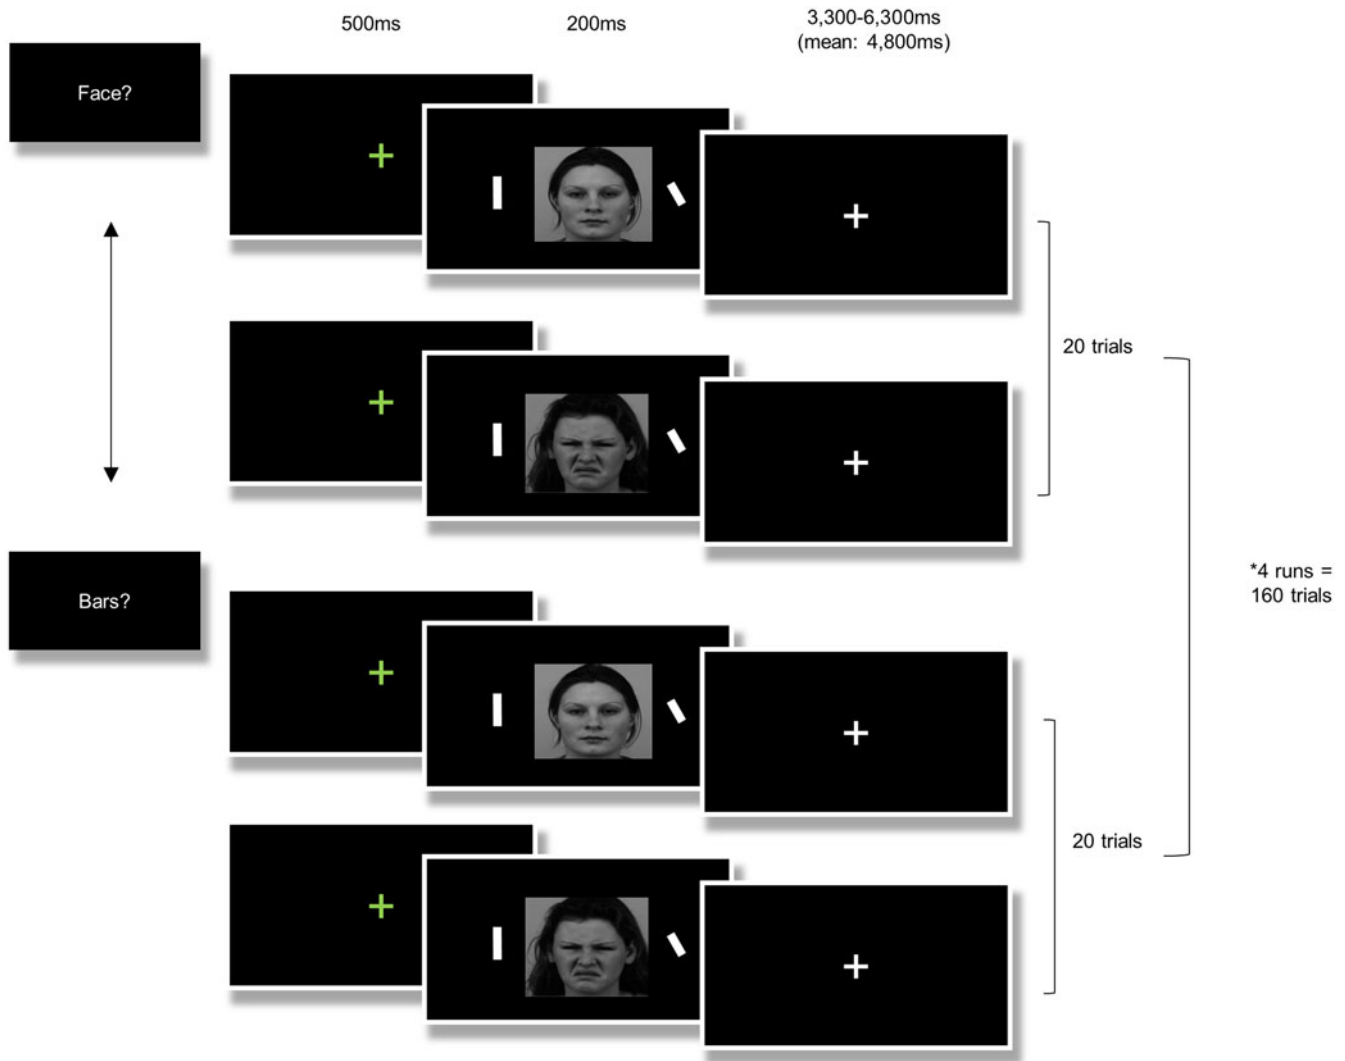 500ms
200ms
3,300-6,300ms
(mean: 4,800ms)
Face?
20 trials
*4 runs =
160 trials
Bars?
20 trials